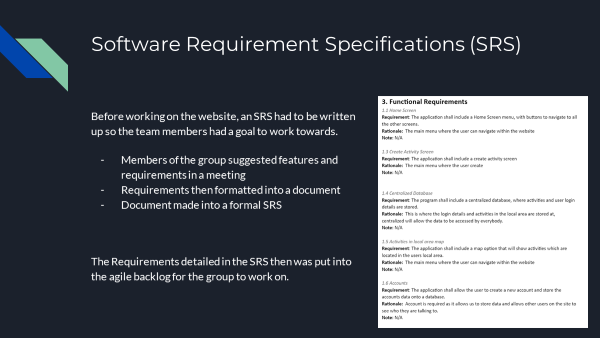 Software Requirement Specifications (SRS)
Before working on the website, an SRS had to be written
up so the team members had a goal to work towards.
- Members of the group suggested features and
requirements in a meeting
- Requirements then formatted into a document
- Document made into a formal SRS
The Requirements detailed in the SRS then was put into
the agile backlog for the group to work on.
3. Functional Requirements
1.1 Home Screen
Requirement: The application shall include a Home Screen menu, with buttons to navigate to all
the other screens.
Rationale: The main menu where the user can navigate within the website
Note: N/A
1.3 Create Activity Screen
Requirement: The application shall include a create activity screen
Rationale: The main menu where the user create
Note: N/A
1.4 Centralized Database
Requirement: The program shall include a centralized database, where activities and user login
details are stored.
Rationale: This is where the login details and activities in the local area are stored at,
centralized will allow the data to be accessed by everybody.
Note: N/A
1.5 Activities in local area map
Requirement: The application shall include a map option that will show activities which are
located in the users local area.
Rationale: The main menu where the user can navigate within the website
Note: N/A
1.6 Accounts
Requirement: The application shall allow the user to create a new account and store the
accounts data onto a database.
Rationale: Account is required as it allows us to store data and allows other users on the site to
see who they are talking to.
Note: N/A